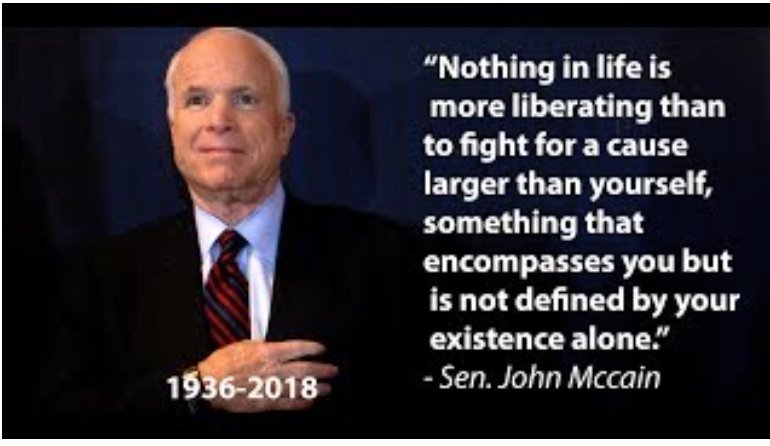 “Nothing in life is
more liberating than
to fight for a cause
larger than yourself,
something that
encompasses you but
is not defined by your
existence alone.”
- Sen. John Mccain
1936-2018